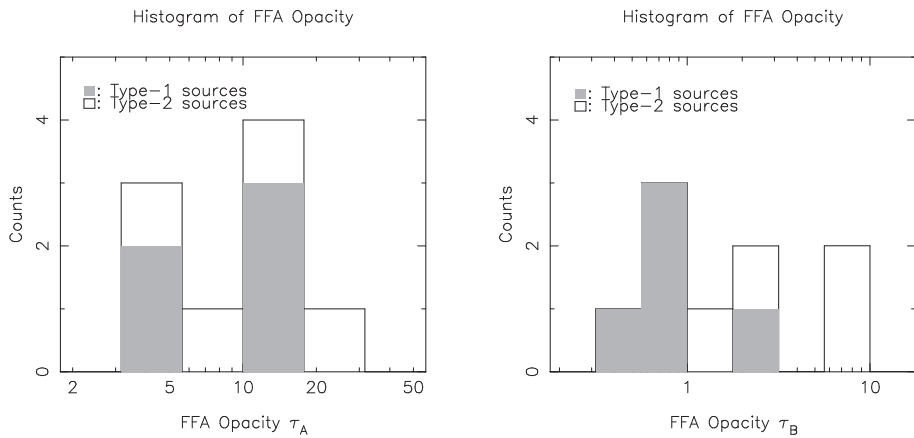 Histogram of FFA Opacity
: Type-1 sources
: Type-2 sources
Counts
4
2
0
2 5 10 20 50
FFA Opacity τA
Histogram of FFA Opacity
: Type-1 sources
: Type-2 sources
Counts
4
2
0
1 10
FFA Opacity τB